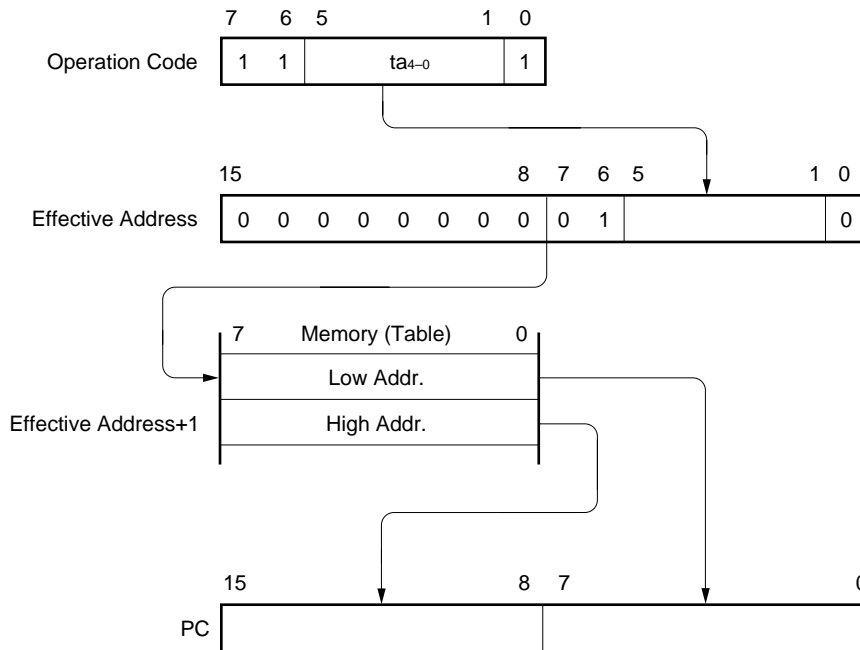 7 6 5 1 0
Operation Code 1 1 ta4–0 1
15 8 7 6 5 1 0
Effective Address 0 0 0 0 0 0 0 0 0 1 0
7 Memory (Table) 0
Low Addr.
Effective Address+1 High Addr.
15 8 7 0
PC